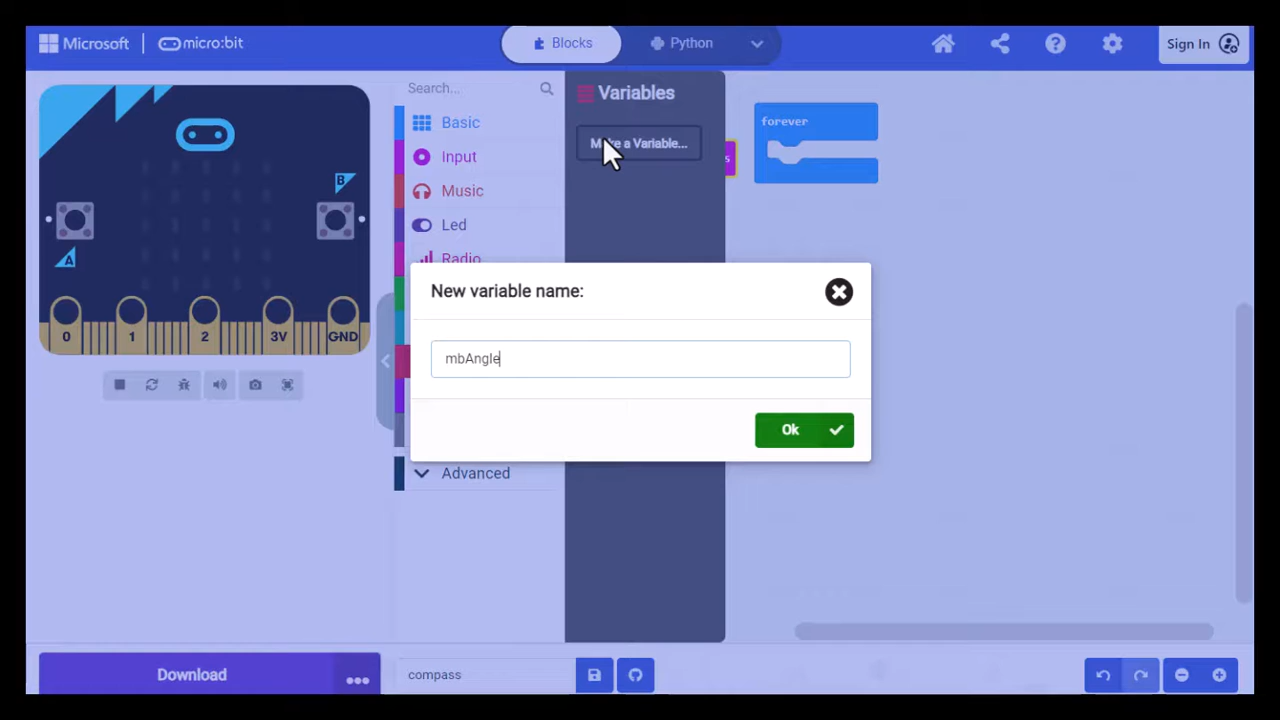 Microsoft
micro:bit
Blocks
Python
Sign In
Search...
Variables
Basic
Make a Variable...
forever
s
Input
B
Music
Led
A
Radio
New variable name:
mbAngle
0
1
2
3V
GND
Ok
Advanced
Download
compass